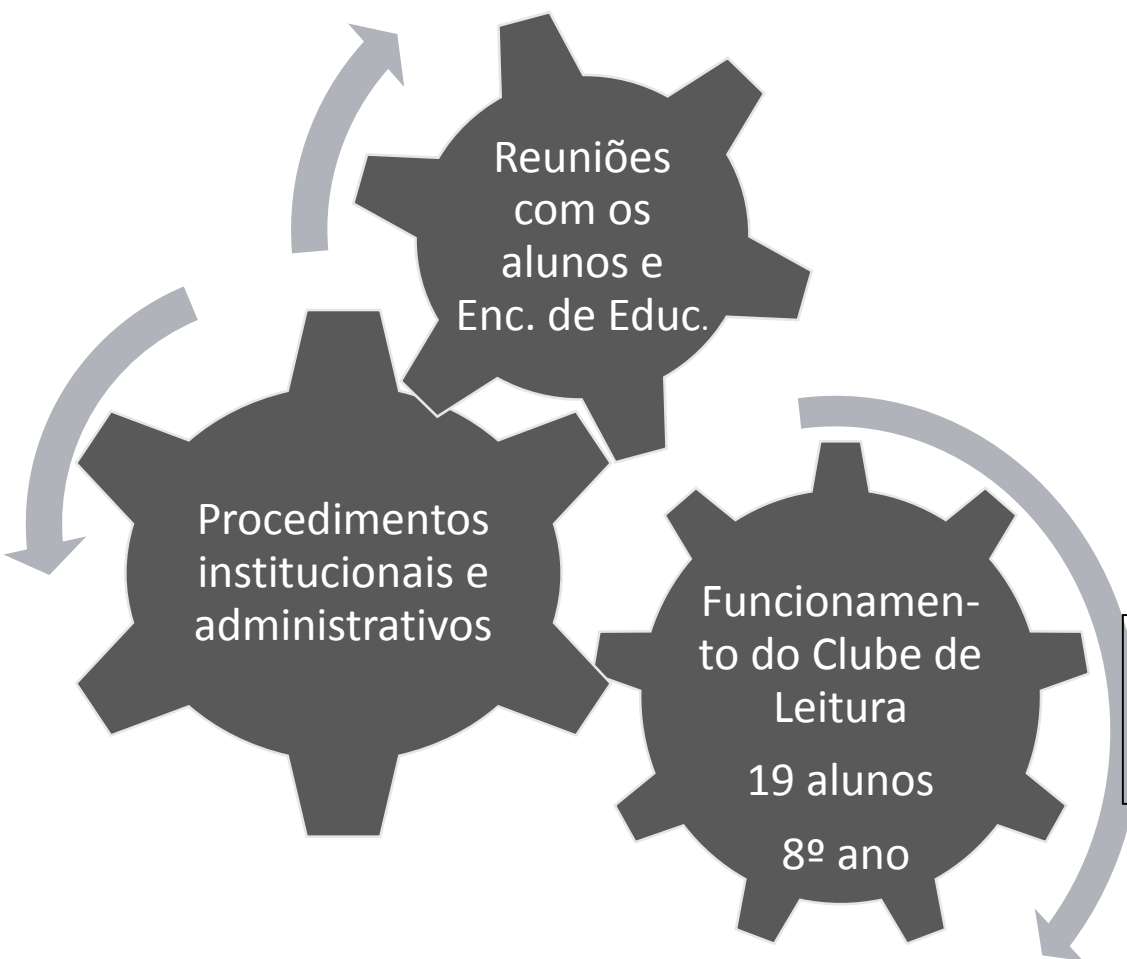 Reuniões
com os
alunos e
Enc. de Educ.
Procedimentos
institucionais e
administrativos
Funcionamen-
to do Clube de
Leitura
19 alunos
8º ano